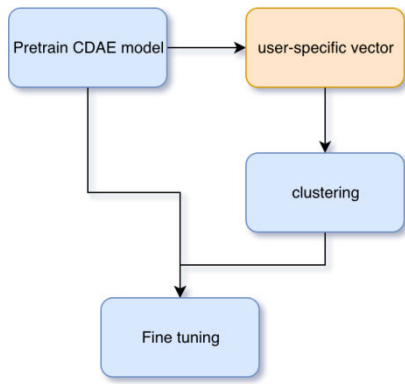 Pretrain CDAE model
user-specific vector
clustering
Fine tuning